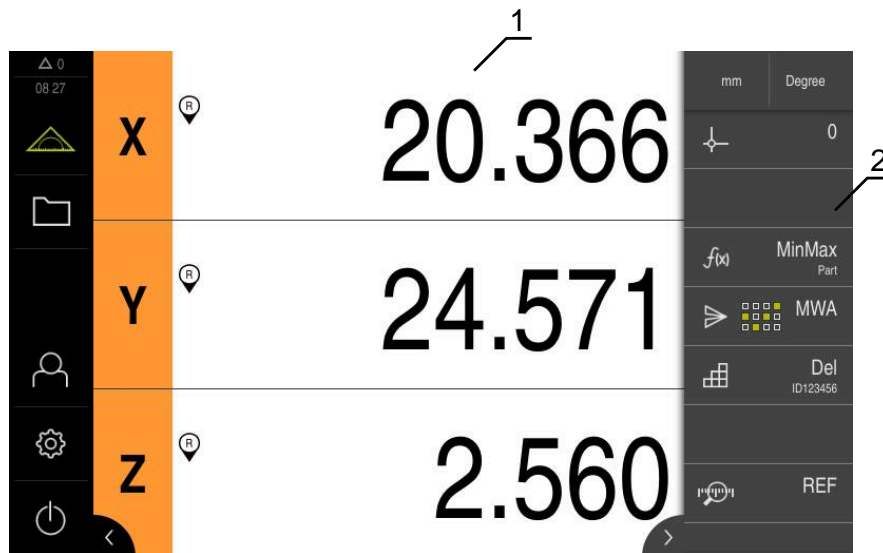 1
0
08 27
mm Degree
X R 20.366
0
2
MinMax
f(x)
Part
Y R 24.571
MWA
Del
ID123456
Z R 2.560
REF